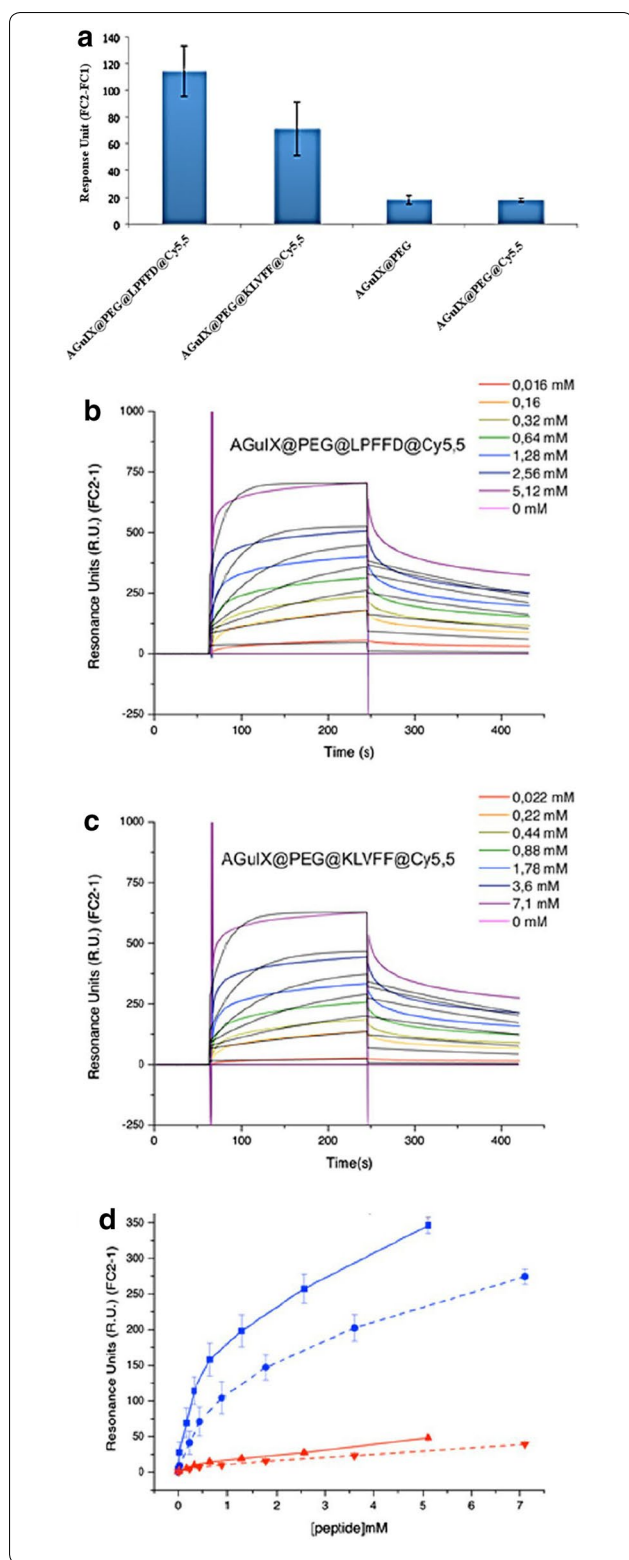 a
Response Unit (FC2-FC1)
140
120
100
80
60
40
20
0
AGuIX@PEG@LPFFD@Cy5,5
AGuIX@PEG@KLVFF@Cy5,5
AGuIX@PEG
AGuIX@PEG@Cy5,5
b
AGuIX@PEG@LPFFD@Cy5,5
0,016 mM
0,16
0,32 mM
0,64 mM
1,28 mM
2,56 mM
5,12 mM
0 mM
Resonance Units (R.U.) (FC2-1)
1000
750
500
250
0
-250
0 100 200 300 400
Time (s)
c
AGuIX@PEG@KLVFF@Cy5,5
0,022 mM
0,22 mM
0,44 mM
0,88 mM
1,78 mM
3,6 mM
7,1 mM
0 mM
Resonance Units (R.U.) (FC2-1)
1000
750
500
250
0
-250
0 100 200 300 400
Time(s)
d
Resonance Units (R.U.) (FC2-1)
350
300
250
200
150
100
50
0
0 1 2 3 4 5 6 7
[peptide]mM